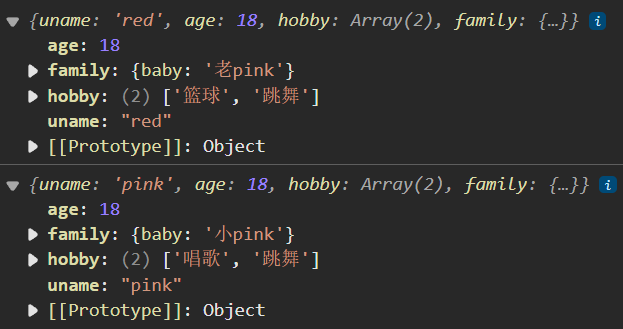 {uname: 'red', age: 18, hobby: Array(2), family: {…}} i
age: 18
family: {baby: '老pink'}
hobby: (2) ['篮球', '跳舞']
uname: "red"
[[Prototype]]: Object
{uname: 'pink', age: 18, hobby: Array(2), family: {…}} i
age: 18
family: {baby: '小pink'}
hobby: (2) ['唱歌', '跳舞']
uname: "pink"
[[Prototype]]: Object